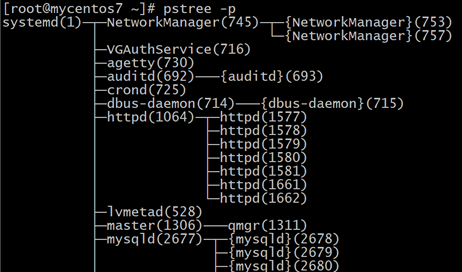 [root@mycentos7 ~]# pstree -p
systemd(1)─┬─NetworkManager(745)─┬─{NetworkManager}(753)
           │                     └─{NetworkManager}(757)
           ├─VGAuthService(716)
           ├─agetty(730)
           ├─auditd(692)───{auditd}(693)
           ├─crond(725)
           ├─dbus-daemon(714)───{dbus-daemon}(715)
           ├─httpd(1064)─┬─httpd(1577)
           │             ├─httpd(1578)
           │             ├─httpd(1579)
           │             ├─httpd(1580)
           │             ├─httpd(1581)
           │             ├─httpd(1661)
           │             └─httpd(1662)
           ├─lvmetad(528)
           ├─master(1306)───qmgr(1311)
           ├─mysqld(2677)─┬─{mysqld}(2678)
           │              ├─{mysqld}(2679)
           │              ├─{mysqld}(2680)